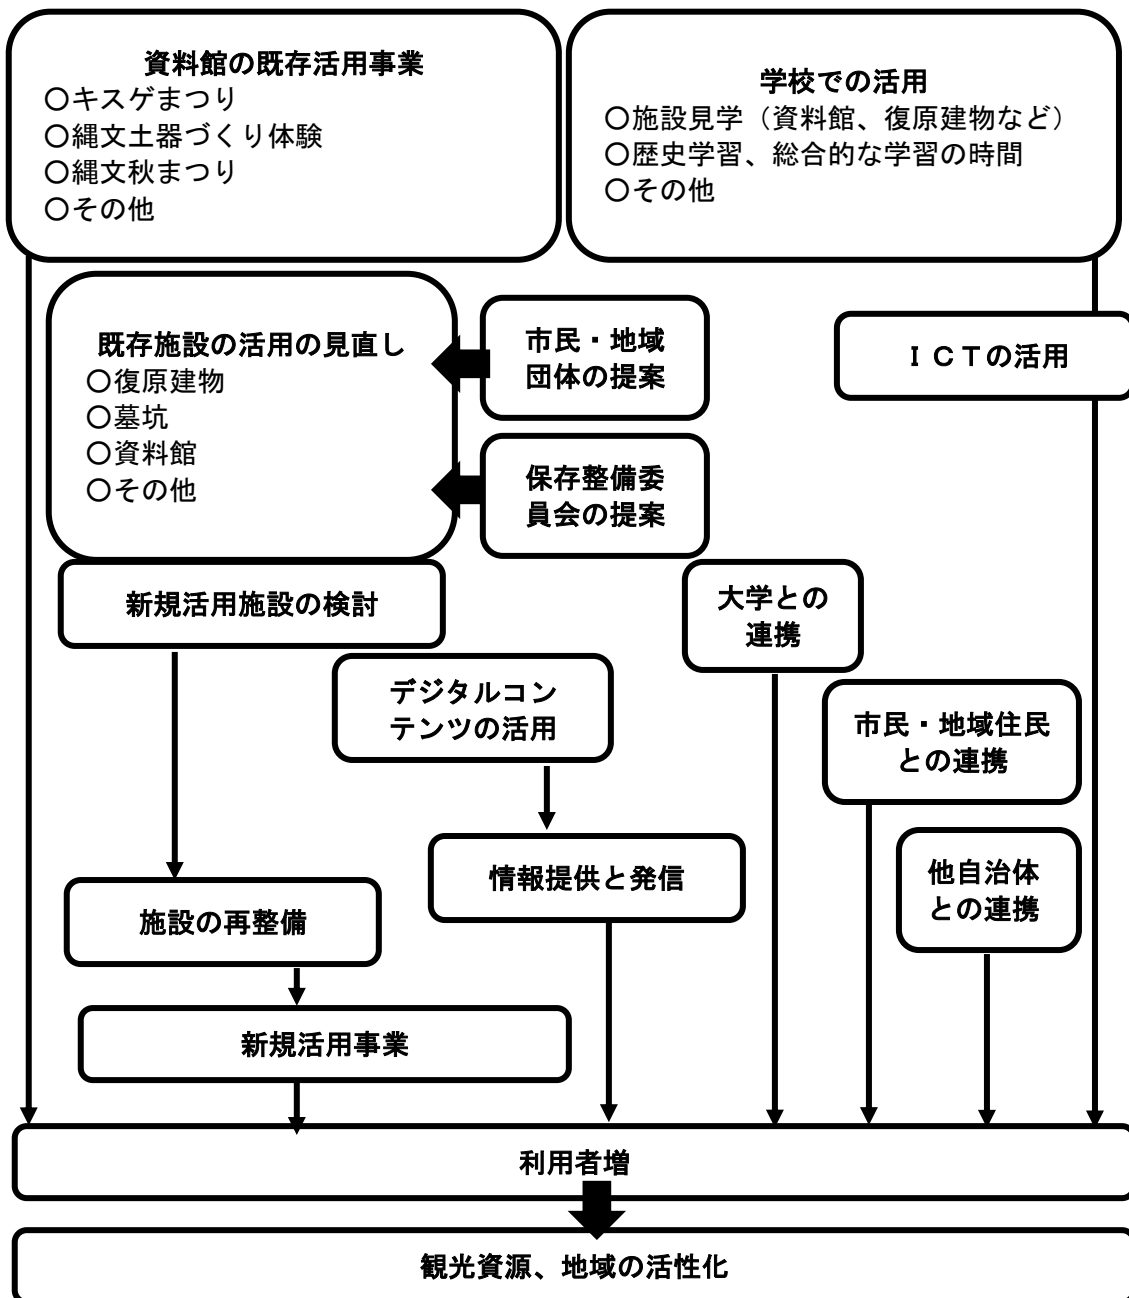 資料館の既存活用事業
○キスゲまつり
○縄文土器づくり体験
○縄文秋まつり
○その他
学校での活用
○施設見学（資料館、復原建物など）
○歴史学習、総合的な学習の時間
○その他
既存施設の活用の見直し
○復原建物
○墓坑
○資料館
○その他
市民・地域
団体の提案
ＩＣＴの活用
保存整備委
員会の提案
新規活用施設の検討
大学との
連携
デジタルコン
テンツの活用
市民・地域住民
との連携
情報提供と発信
他自治体
との連携
施設の再整備
新規活用事業
利用者増
観光資源、地域の活性化